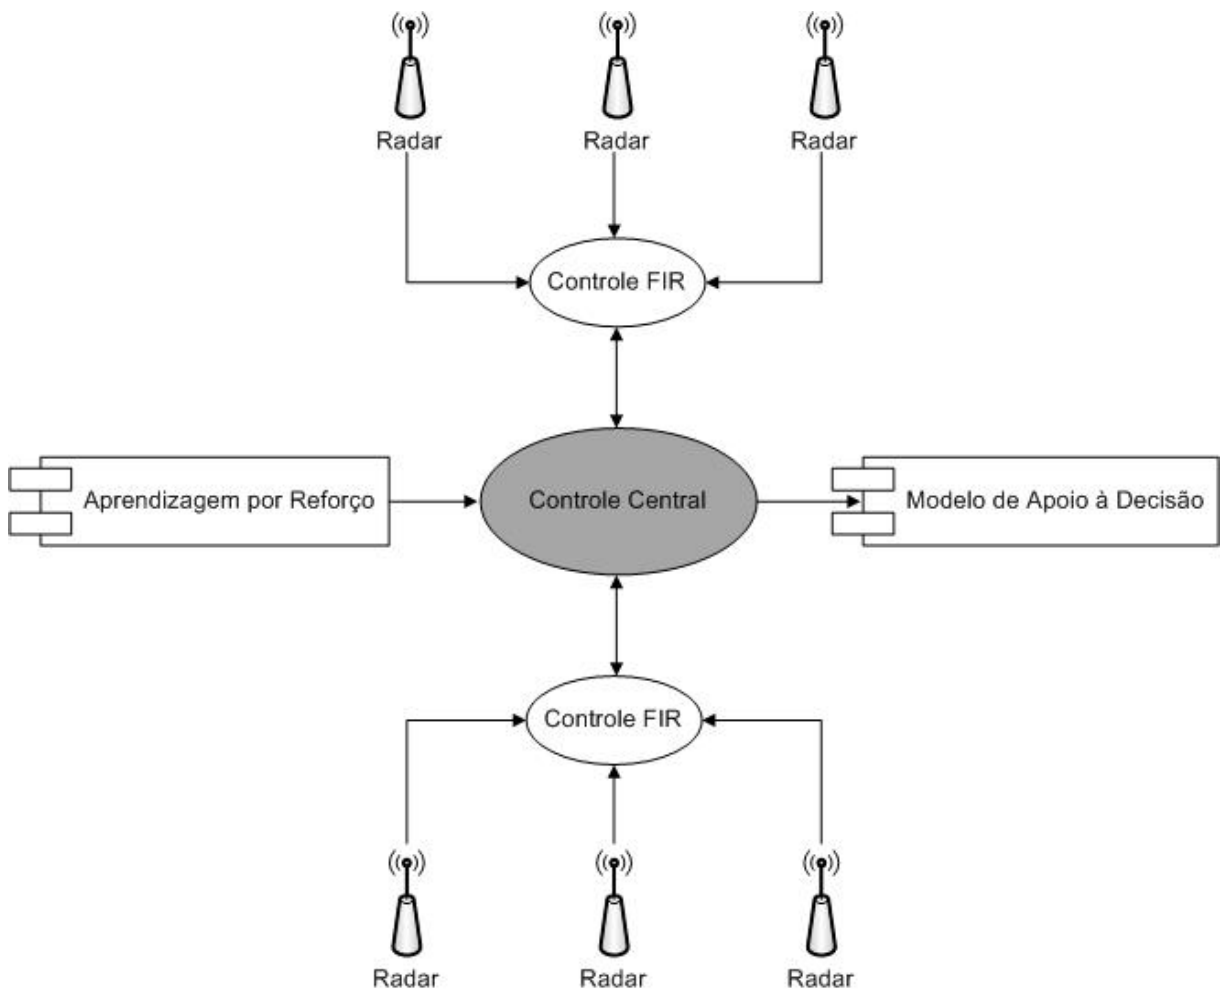 Radar
Radar
Radar
Controle FIR
Aprendizagem por Reforço
Controle Central
Modelo de Apoio à Decisão
Controle FIR
Radar
Radar
Radar